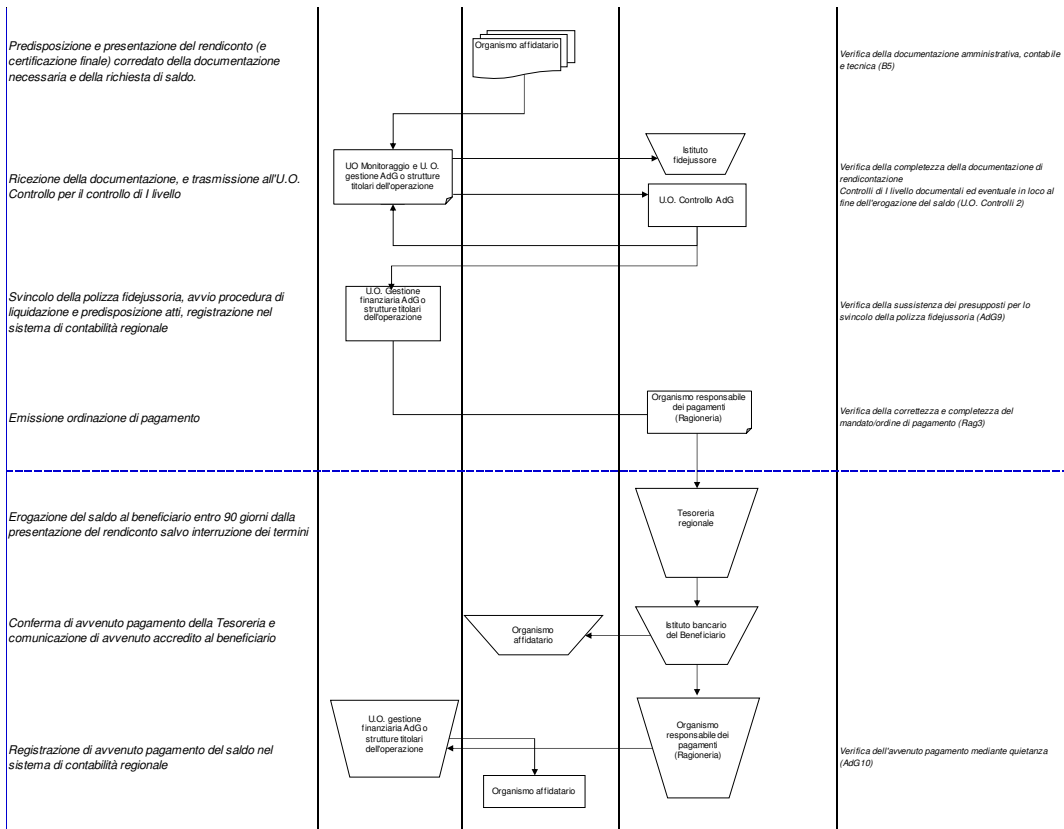 Predisposizione e presentazione del rendiconto (e
certificazione finale) corredato della documentazione
necessaria e della richiesta di saldo.
Organismo affidatario
Verifica della documentazione amministrativa, contabile
e tecnica (B5)
Ricezione della documentazione, e trasmissione all'U.O.
Controllo per il controllo di I livello
UO Monitoraggio e U. O.
gestione AdG o strutture
titolari dell'operazione
Istituto
fidejussore
U.O. Controllo AdG
Verifica della completezza della documentazione di
rendicontazione
Controlli di I livello documentali ed eventuale in loco al
fine dell'erogazione del saldo (U.O. Controlli 2)
Svincolo della polizza fidejussoria, avvio procedura di
liquidazione e predisposizione atti, registrazione nel
sistema di contabilità regionale
U.O. Gestione
finanziaria AdG o
strutture titolari
dell'operazione
Verifica della sussistenza dei presupposti per lo
svincolo della polizza fidejussoria (AdG9)
Emissione ordinazione di pagamento
Organismo responsabile
dei pagamenti
(Ragioneria)
Verifica della correttezza e completezza del
mandato/ordine di pagamento (Rag3)
Erogazione del saldo al beneficiario entro 90 giorni dalla
presentazione del rendiconto salvo interruzione dei termini
Tesoreria
regionale
Conferma di avvenuto pagamento della Tesoreria e
comunicazione di avvenuto accredito al beneficiario
Organismo
affidatario
Istituto bancario
del Beneficiario
Registrazione di avvenuto pagamento del saldo nel
sistema di contabilità regionale
U.O. gestione
finanziaria AdG o
strutture titolari
dell'operazione
Organismo affidatario
Organismo
responsabile dei
pagamenti
(Ragioneria)
Verifica dell'avvenuto pagamento mediante quietanza
(AdG10)